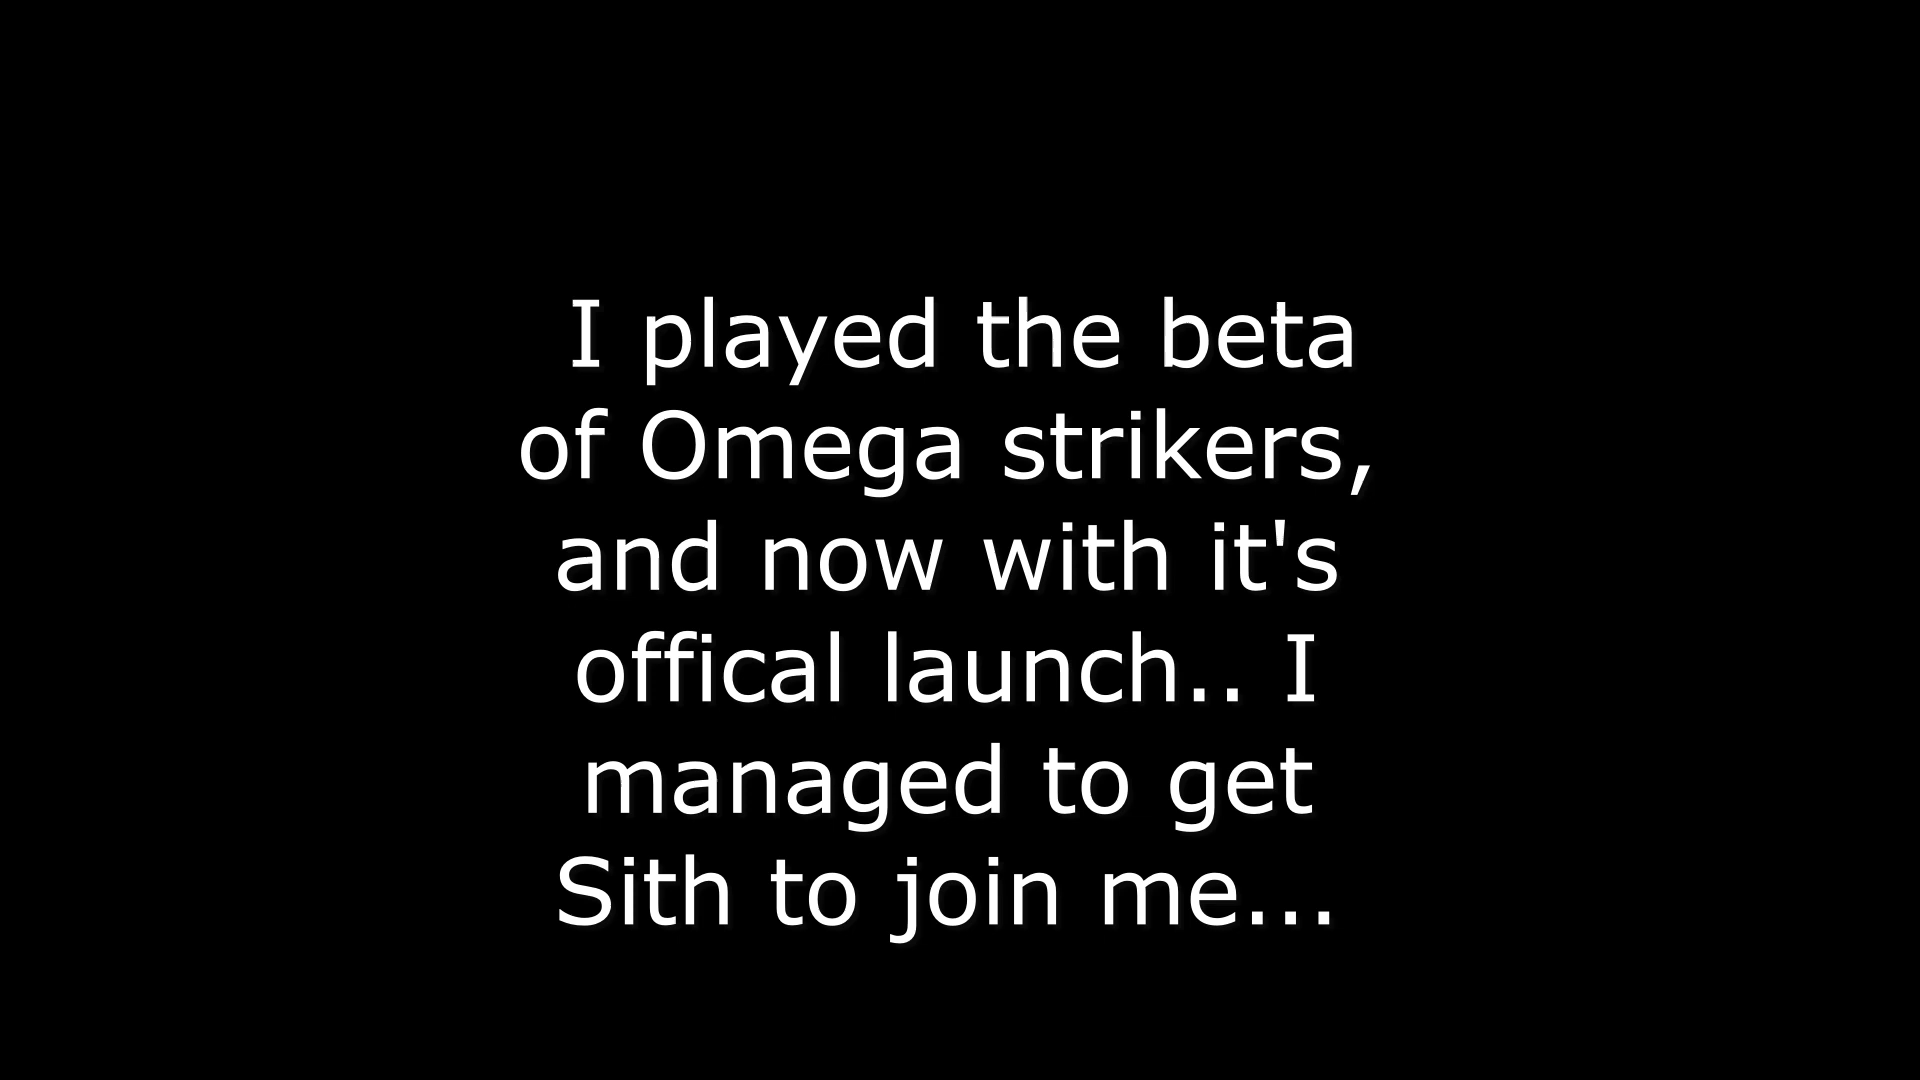 I played the beta
of Omega strikers,
and now with it's
offical launch.. I
managed to get
Sith to join me...